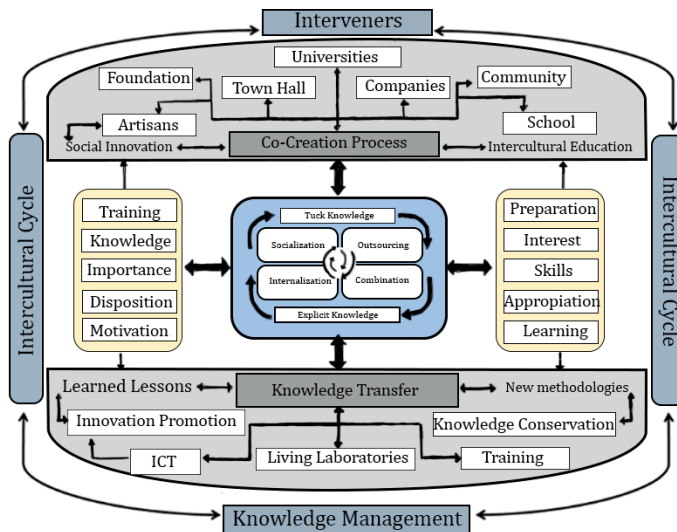 Interveners
Universities
Foundation
Town Hall
Companies
Community
Artisans
School
Social Innovation
Co-Creation Process
Intercultural Education
Intercultural Cycle
Intercultural Cycle
Training
Knowledge
Importance
Disposition
Motivation
Tuck Knowledge
Socialization
Outsourcing
Internalization
Combination
Explicit Knowledge
Preparation
Interest
Skills
Appropiation
Learning
Learned Lessons
Knowledge Transfer
New methodologies
Innovation Promotion
Knowledge Conservation
ICT
Living Laboratories
Training
Knowledge Management